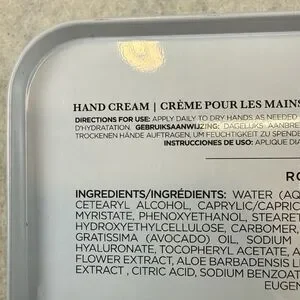 HAND CREAM | CRÈME POUR LES MAINS
DIRECTIONS FOR USE: APPLY DAILY TO DRY HANDS AS NEEDED
D'HYDRATATION. GEBRUIKSAANWIJZING: DAGELIJKS AANBRE
TROCKENEN HÄNDE AUFTRAGEN, UM FEUCHTIGKEIT ZU SPENDE
INSTRUCCIONES DE USO: APLIQUE DIA
RO
INGREDIENTS/INGRÉDIENTS: WATER (AQ
CETEARYL ALCOHOL, CAPRYLIC/CAPRIC
MYRISTATE, PHENOXYETHANOL, STEARET
HYDROXYETHYLCELLULOSE, CARBOMER,
GRATISSIMA (AVOCADO) OIL, SODIUM
HYALURONATE, TOCOPHERYL ACETATE, A
FLOWER EXTRACT, ALOE BARBADENSIS L
EXTRACT , CITRIC ACID, SODIUM BENZOAT
EUGEN